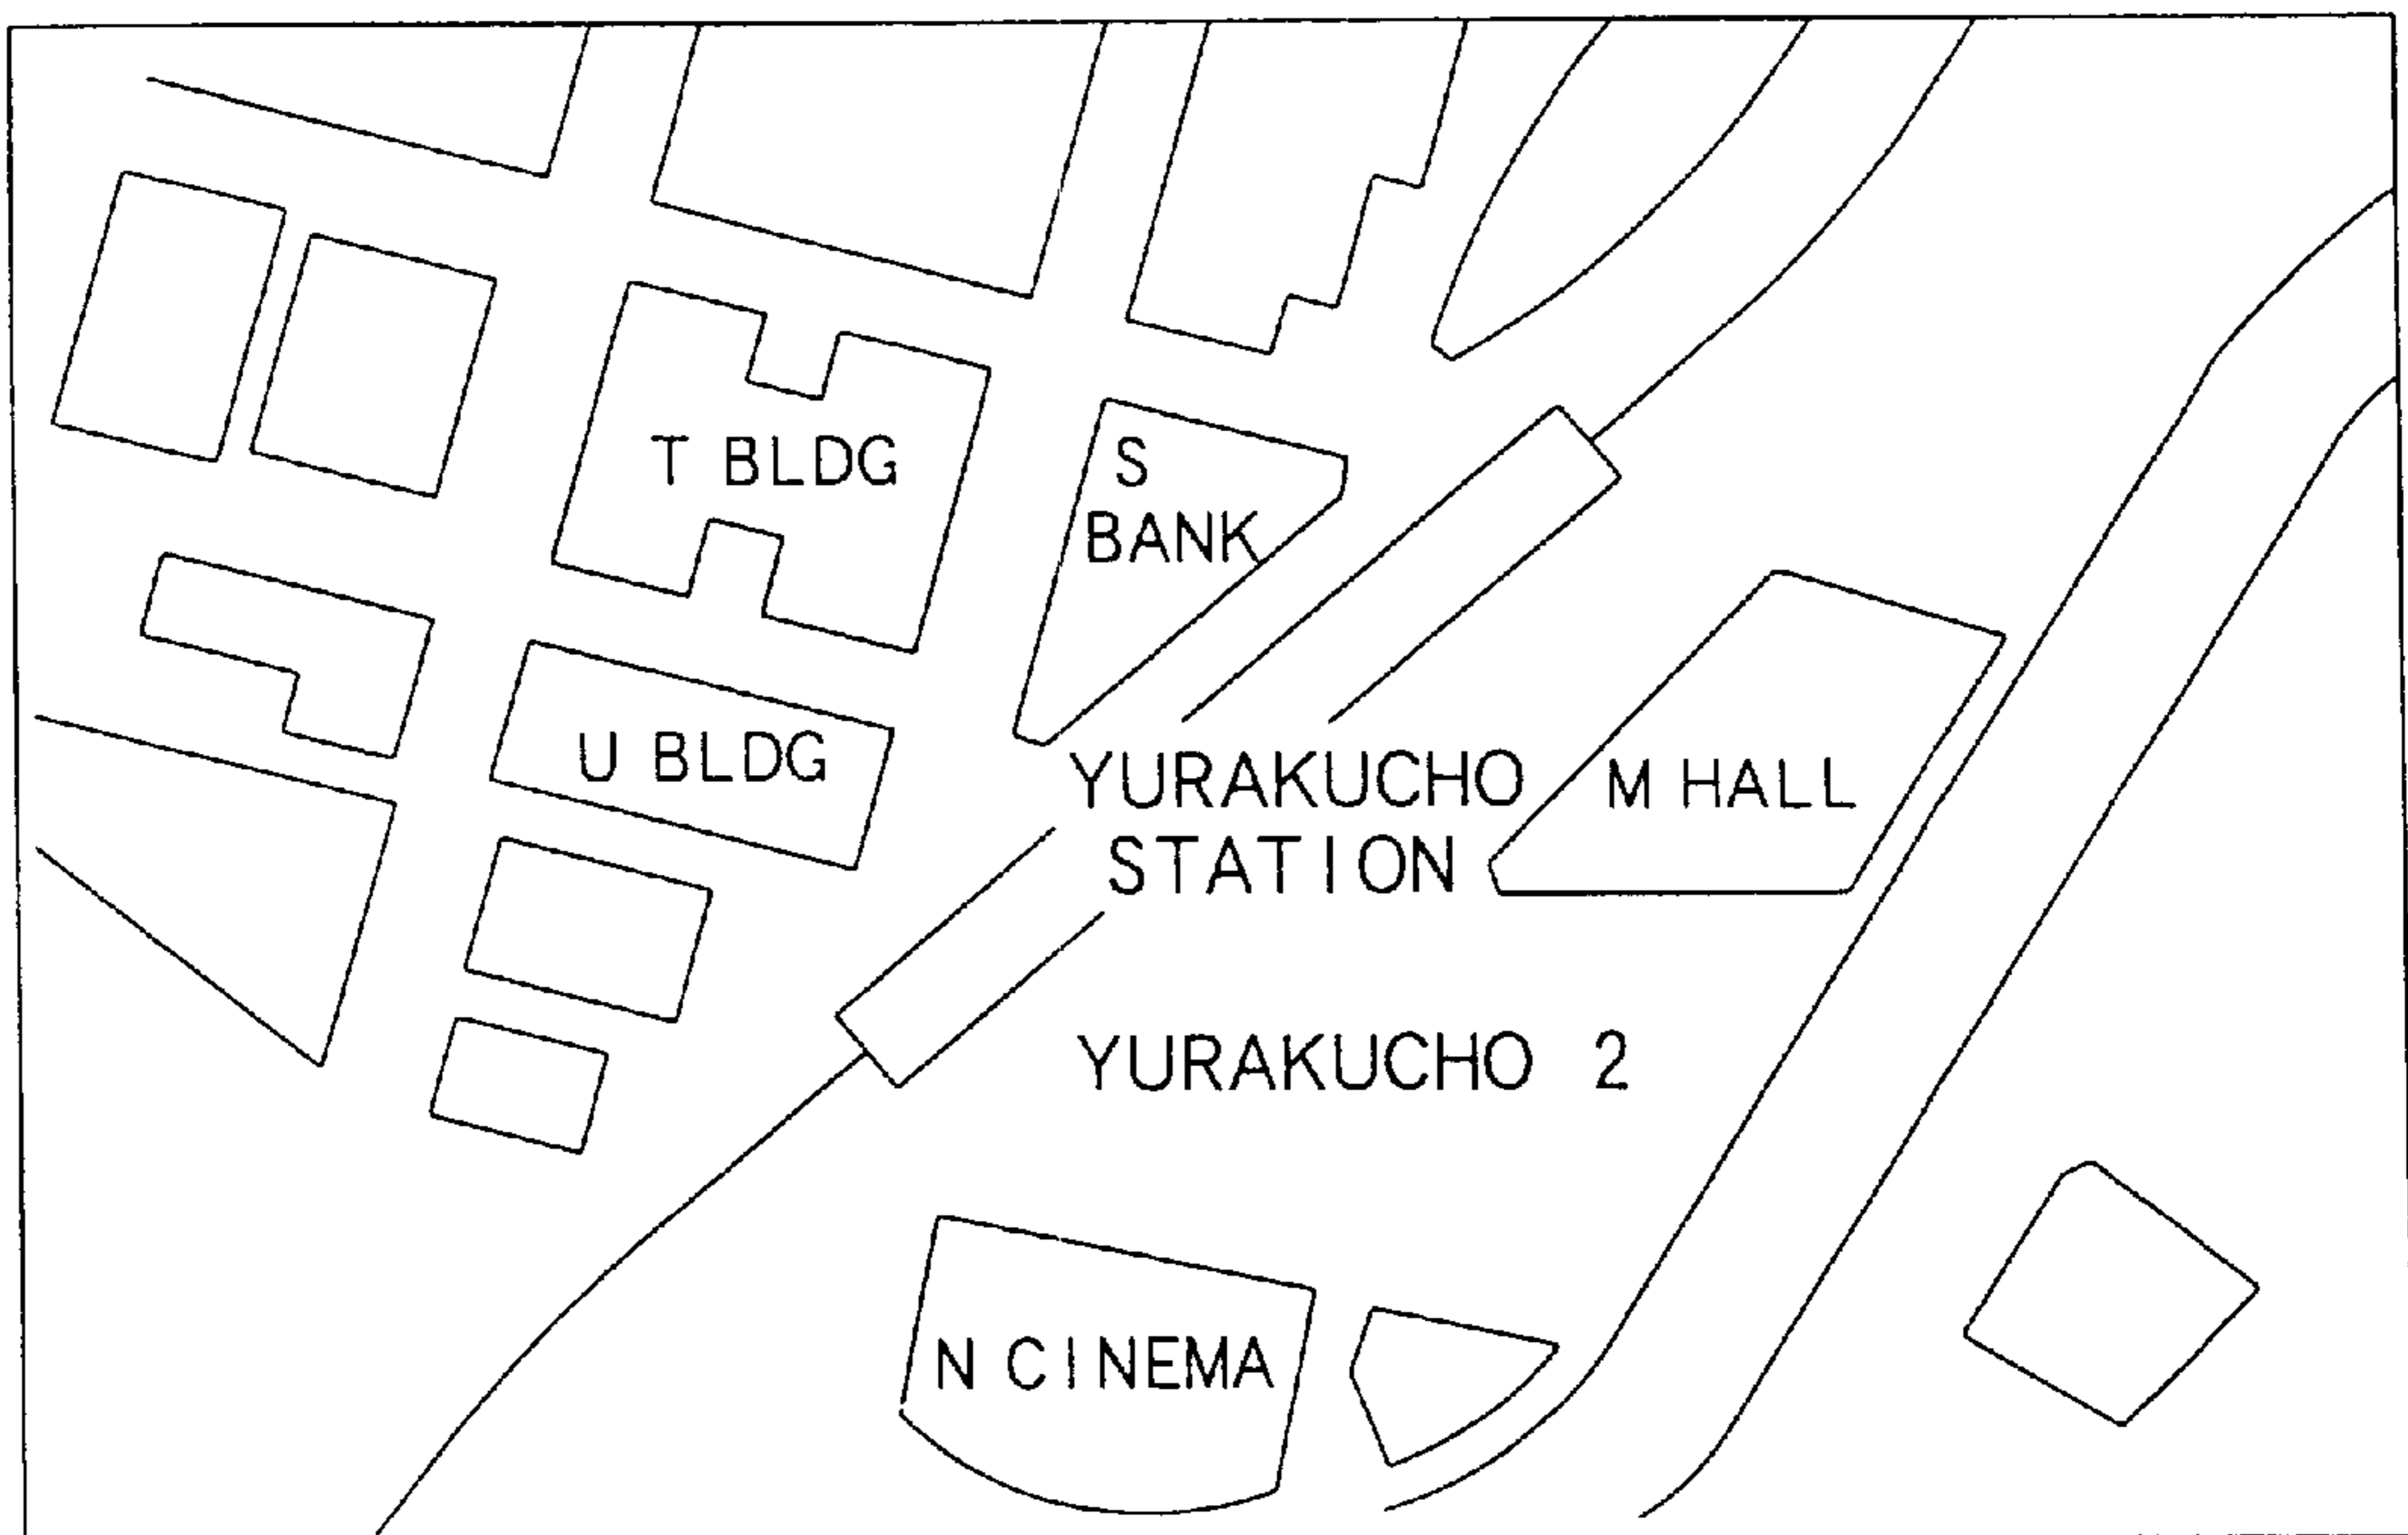 T BLDG
S
BANK
U BLDG
YURAKUCHO
STATION
M HALL
YURAKUCHO 2
N CINEMA